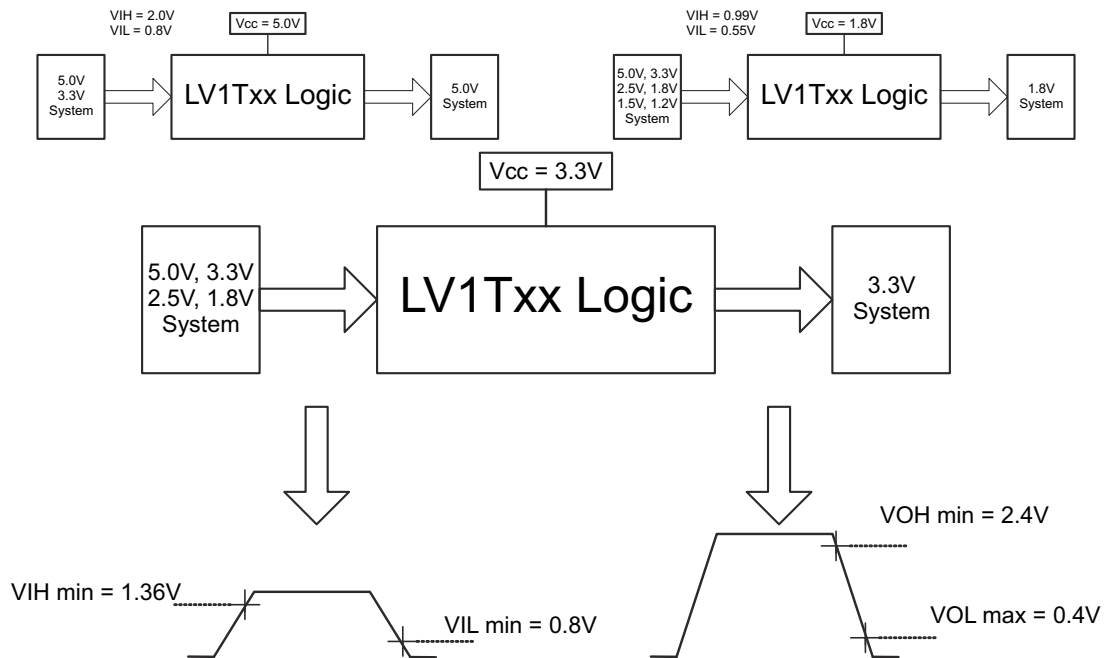 VIH = 2.0V
VIL = 0.8V
Vcc = 5.0V
5.0V
3.3V
System
LV1Txx Logic
5.0V
System
VIH = 0.99V
VIL = 0.55V
Vcc = 1.8V
5.0V, 3.3V
2.5V, 1.8V
1.5V, 1.2V
System
LV1Txx Logic
1.8V
System
Vcc = 3.3V
5.0V, 3.3V
2.5V, 1.8V
System
LV1Txx Logic
3.3V
System
VIH min = 1.36V
VIL min = 0.8V
VOH min = 2.4V
VOL max = 0.4V